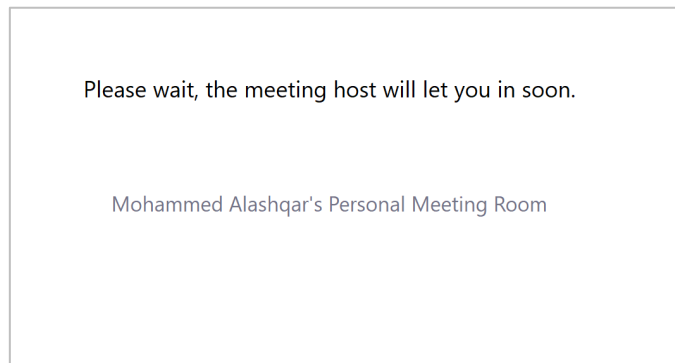 Please wait, the meeting host will let you in soon.
Mohammed Alashqar's Personal Meeting Room